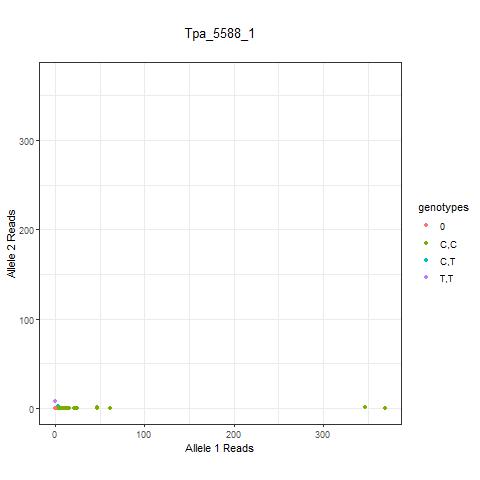 Tpa_5588_1
300
200
100
0
Allele 2 Reads
0 100 200 300
Allele 1 Reads
genotypes
0
C,C
C,T
T,T